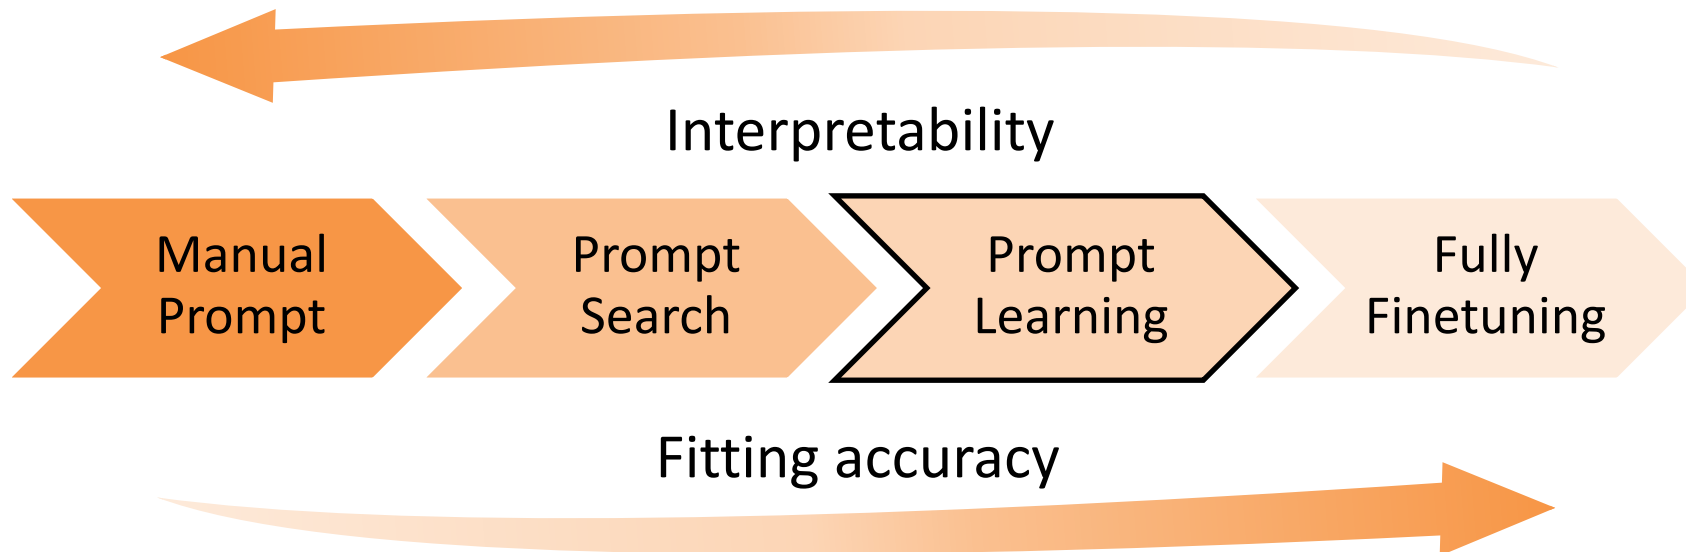 Interpretability
Manual
Prompt
Prompt
Search
Prompt
Learning
Fully
Finetuning
Fitting accuracy